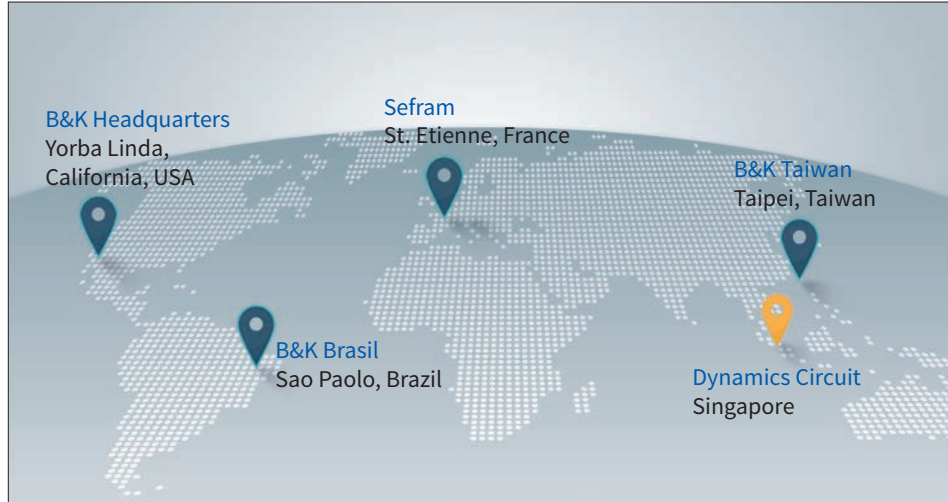 B&K Headquarters
Yorba Linda,
California, USA
Sefram
St. Etienne, France
B&K Taiwan
Taipei, Taiwan
B&K Brasil
Sao Paolo, Brazil
Dynamics Circuit
Singapore